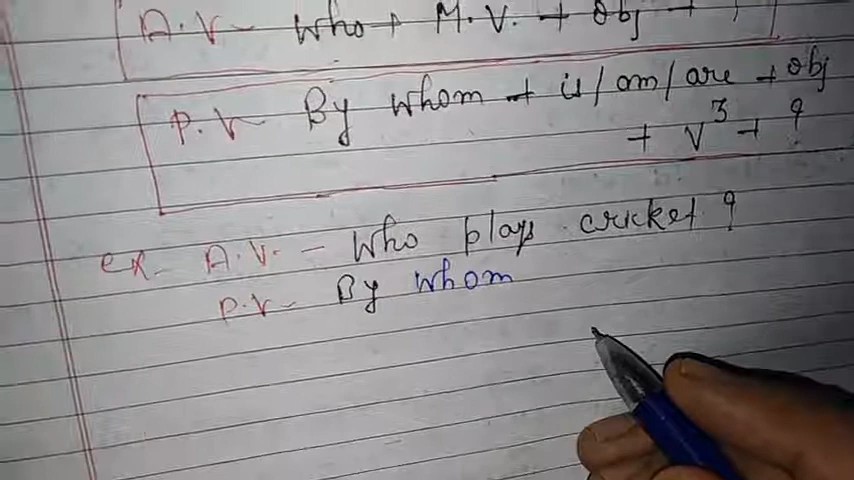 A.V- Who + M.V. + obj + ?
P.V- By whom + is/am/are + obj
+ V³ + ?
ex- A.V. - Who plays cricket ?
P.V- By whom